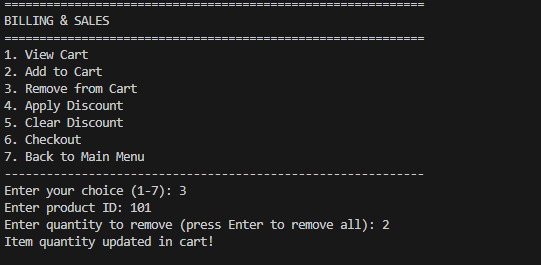 ============================================================
BILLING & SALES
============================================================
1. View Cart
2. Add to Cart
3. Remove from Cart
4. Apply Discount
5. Clear Discount
6. Checkout
7. Back to Main Menu
------------------------------------------------------------
Enter your choice (1-7): 3
Enter product ID: 101
Enter quantity to remove (press Enter to remove all): 2
Item quantity updated in cart!